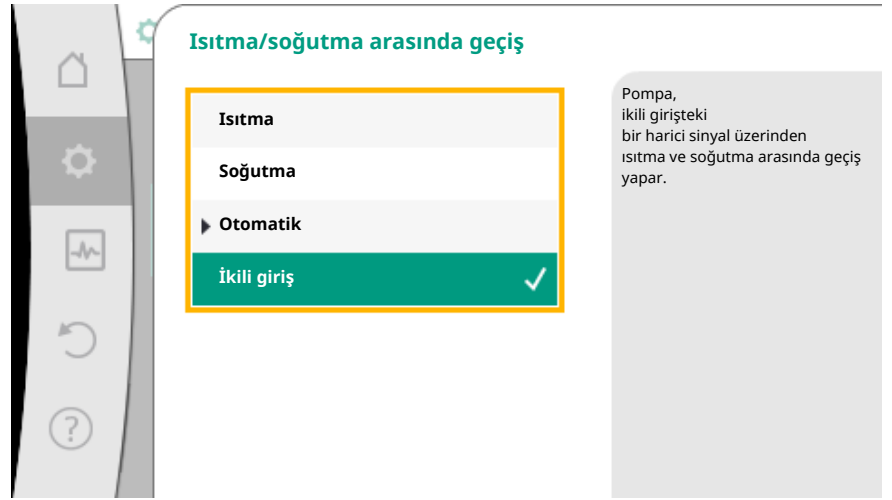 Isıtma/soğutma arasında geçiş
Isıtma
Soğutma
Otomatik
İkili giriş
Pompa,
ikili girişteki
bir harici sinyal üzerinden
ısıtma ve soğutma arasında geçiş
yapar.